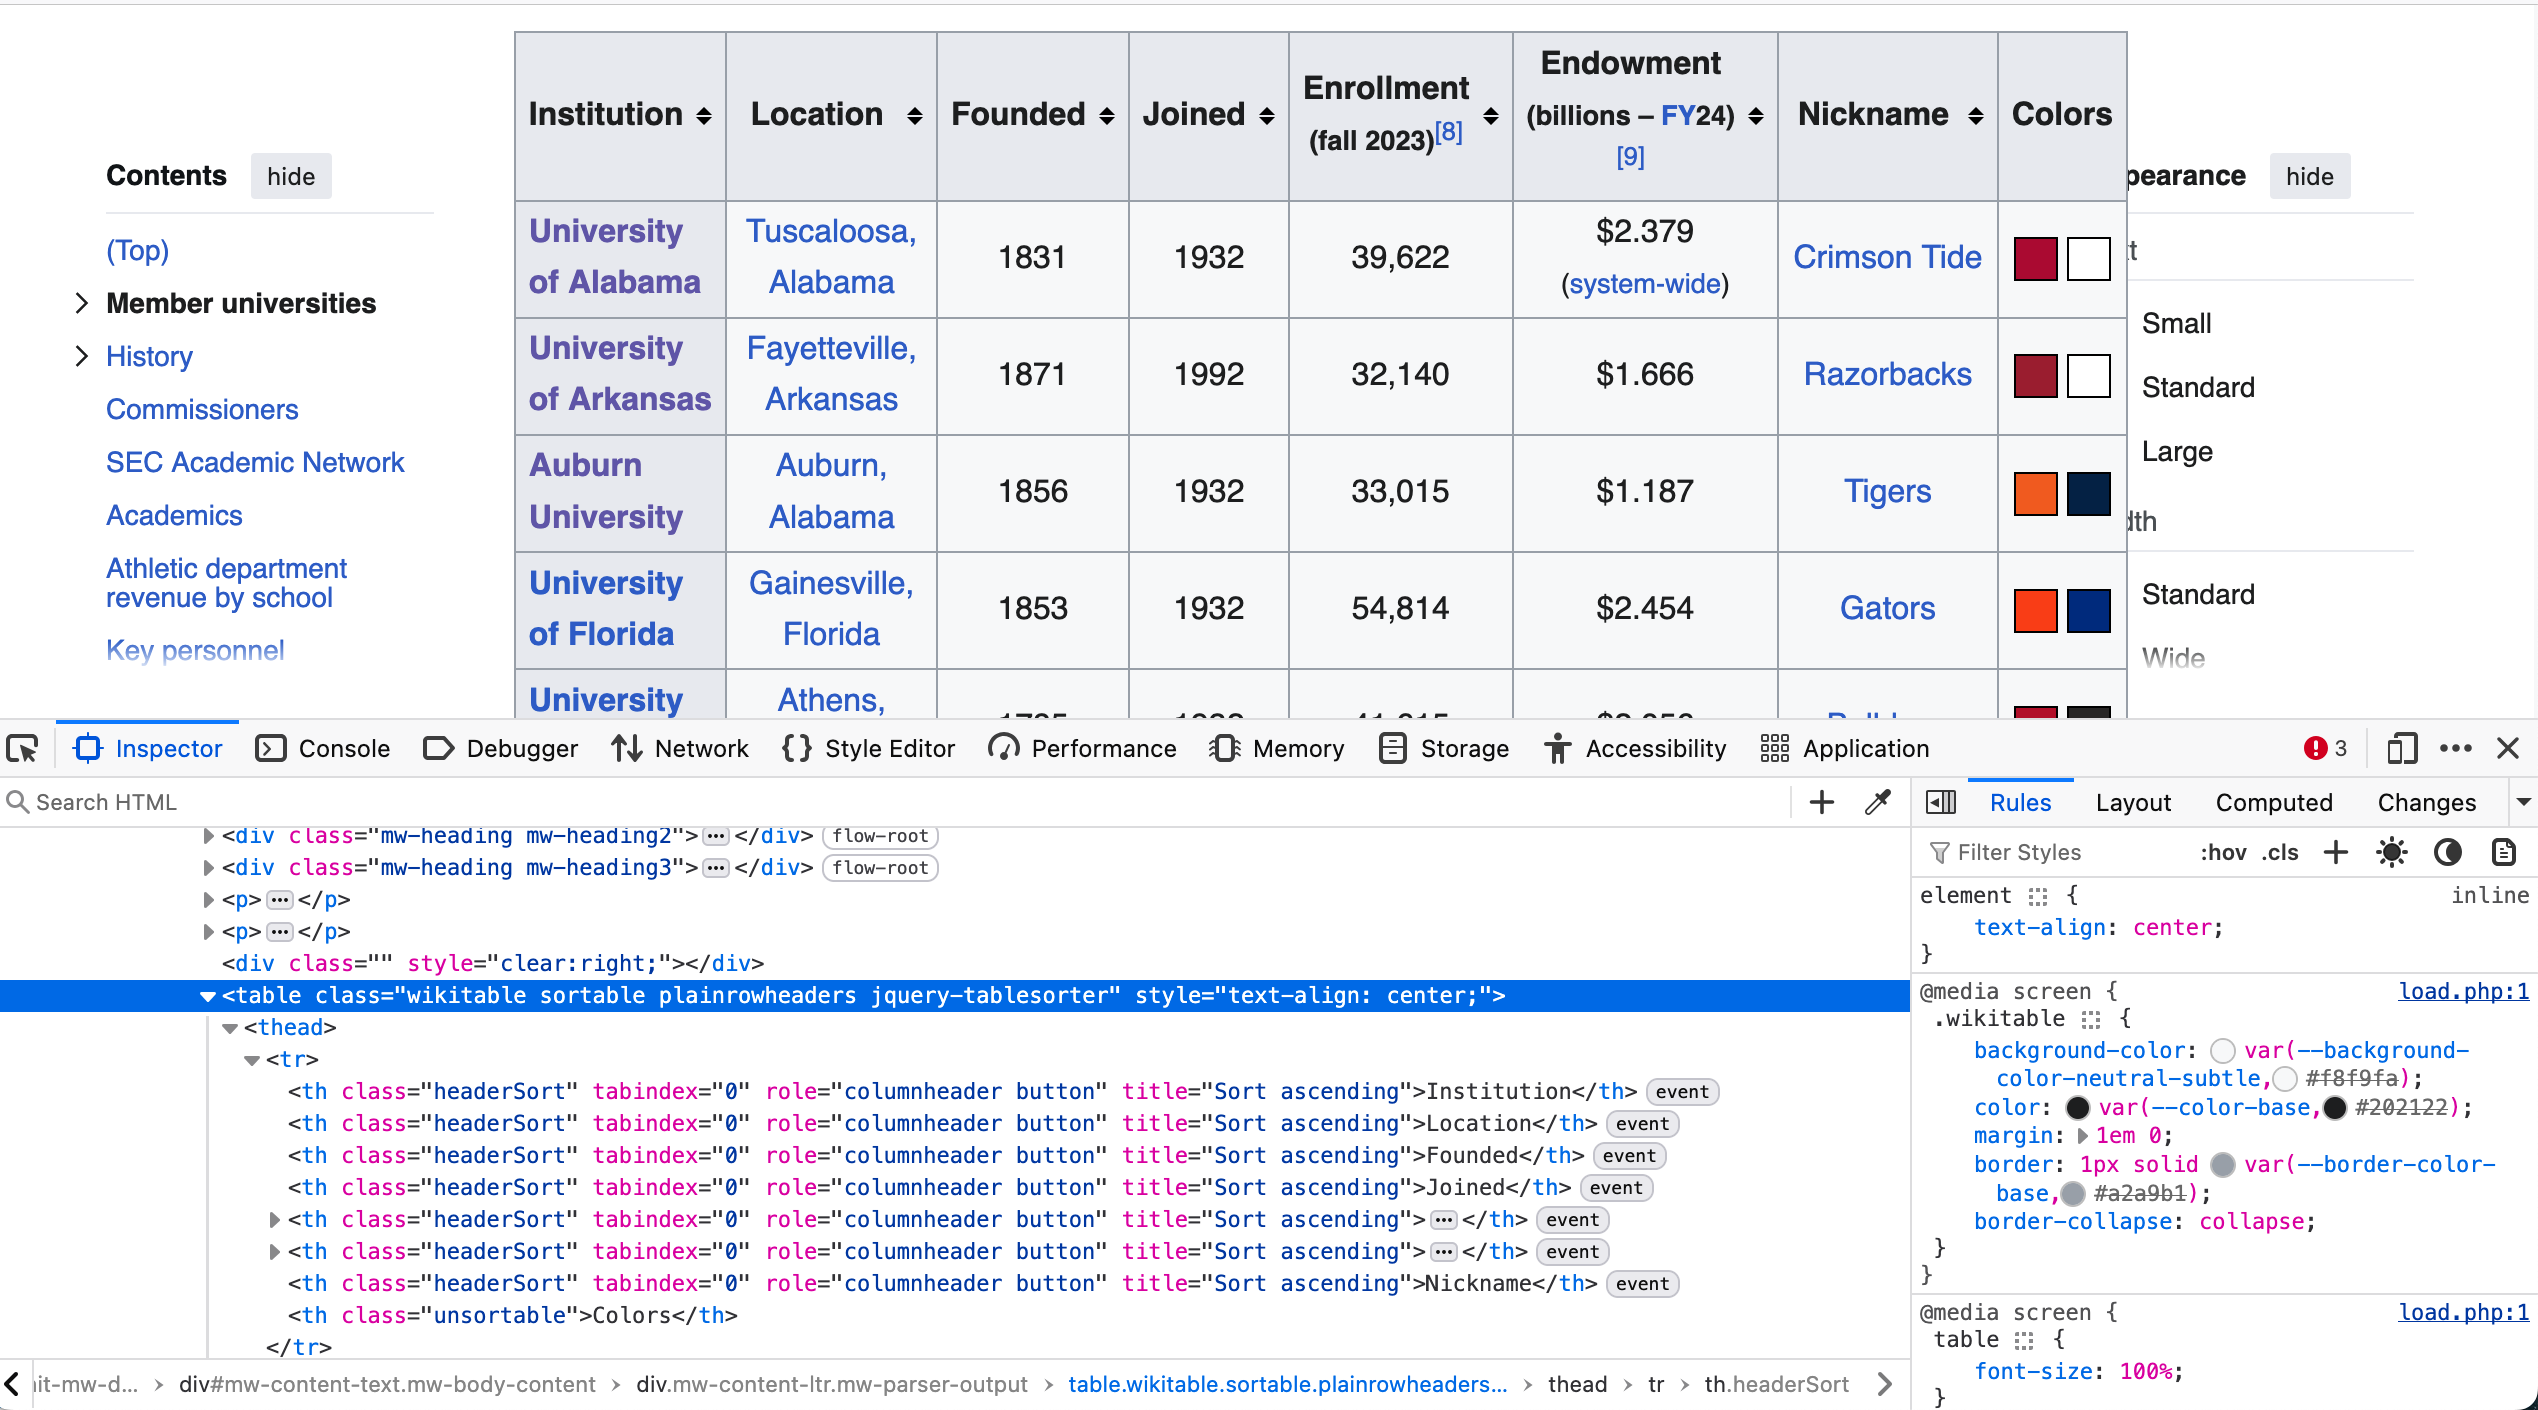 Contents hide
(Top)
Member universities
History
Commissioners
SEC Academic Network
Academics
Athletic department
revenue by school
Key personnel
Institution Location Founded Joined Enrollment (fall 2023)[8] Endowment (billions – FY24) [9] Nickname Colors
University of Alabama Tuscaloosa, Alabama 1831 1932 39,622 $2.379 (system-wide) Crimson Tide
University of Arkansas Fayetteville, Arkansas 1871 1992 32,140 $1.666 Razorbacks
Auburn University Auburn, Alabama 1856 1932 33,015 $1.187 Tigers
University of Florida Gainesville, Florida 1853 1932 54,814 $2.454 Gators
University Athens,
pearance hide
Small
Standard
Large
Standard
Wide
Inspector Console Debugger Network Style Editor Performance Memory Storage Accessibility Application 3
Search HTML
<div class="mw-heading mw-heading2"> ··· </div> flow-root
<div class="mw-heading mw-heading3"> ··· </div> flow-root
<p> ··· </p>
<p> ··· </p>
<div class="" style="clear:right;"></div>
<table class="wikitable sortable plainrowheaders jquery-tablesorter" style="text-align: center;">
<thead>
<tr>
<th class="headerSort" tabindex="0" role="columnheader button" title="Sort ascending">Institution</th> event
<th class="headerSort" tabindex="0" role="columnheader button" title="Sort ascending">Location</th> event
<th class="headerSort" tabindex="0" role="columnheader button" title="Sort ascending">Founded</th> event
<th class="headerSort" tabindex="0" role="columnheader button" title="Sort ascending">Joined</th> event
<th class="headerSort" tabindex="0" role="columnheader button" title="Sort ascending"> ··· </th> event
<th class="headerSort" tabindex="0" role="columnheader button" title="Sort ascending"> ··· </th> event
<th class="headerSort" tabindex="0" role="columnheader button" title="Sort ascending">Nickname</th> event
<th class="unsortable">Colors</th>
</tr>
it-mw-d... › div#mw-content-text.mw-body-content › div.mw-content-ltr.mw-parser-output › table.wikitable.sortable.plainrowheaders... › thead › tr › th.headerSort
Rules Layout Computed Changes
Filter Styles :hov .cls
element { inline
text-align: center;
}
@media screen { load.php:1
.wikitable {
background-color: var(--background-
color-neutral-subtle, #f8f9fa);
color: var(--color-base, #202122);
margin: 1em 0;
border: 1px solid var(--border-color-
base, #a2a9b1);
border-collapse: collapse;
}
}
@media screen { load.php:1
table {
font-size: 100%;
}